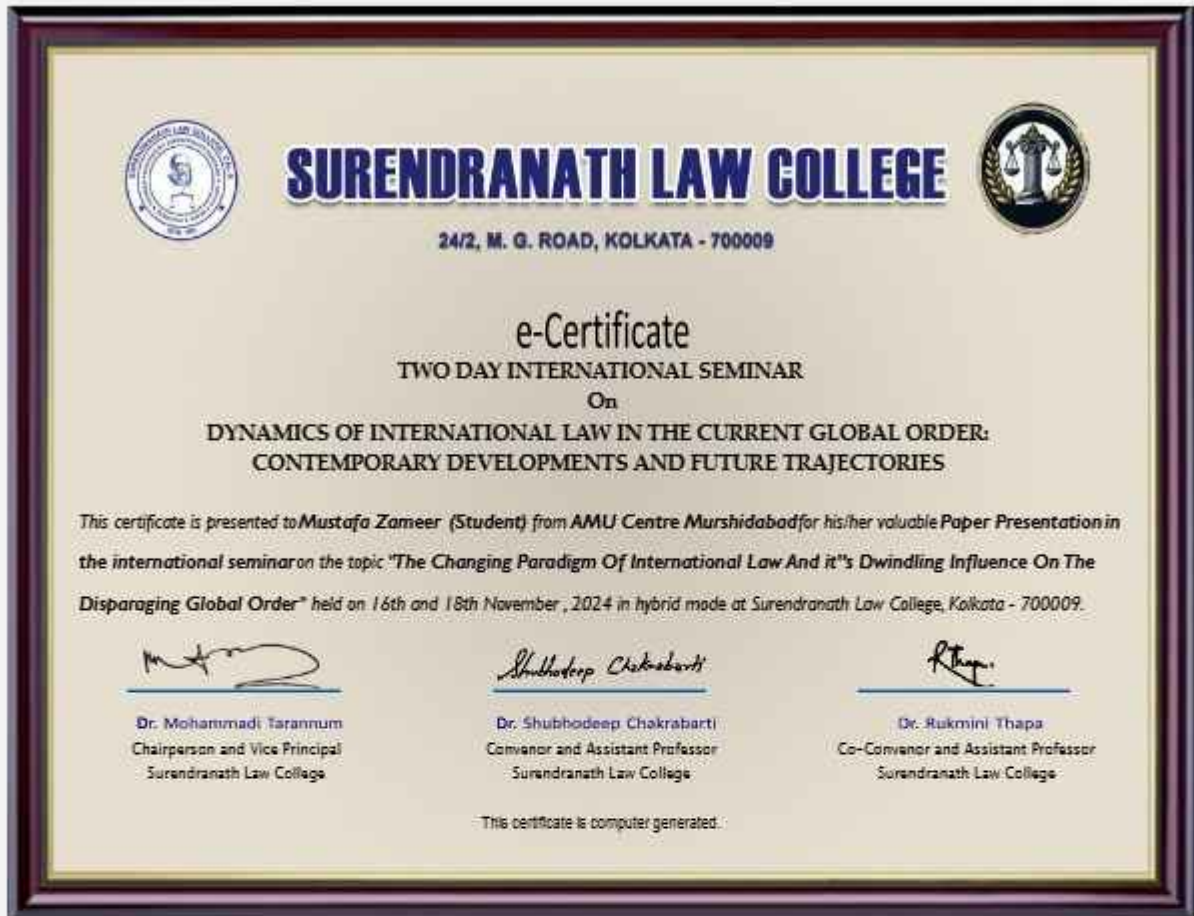 SURENDRANATH LAW COLLEGE
24/2, M. G. ROAD, KOLKATA - 700009
e-Certificate
TWO DAY INTERNATIONAL SEMINAR
On
DYNAMICS OF INTERNATIONAL LAW IN THE CURRENT GLOBAL ORDER:
CONTEMPORARY DEVELOPMENTS AND FUTURE TRAJECTORIES
This certificate is presented to Mustafa Zameer (Student) from AMU Centre Murshidabad for his/her valuable Paper Presentation in
the international seminar on the topic "The Changing Paradigm Of International Law And it"s Dwindling Influence On The
Disparaging Global Order" held on 16th and 18th November , 2024 in hybrid mode at Surendranath Law College, Kolkata - 700009.
Shubhodeep Chakrabarti
RThapa.
Dr. Mohammadi Tarannum
Chairperson and Vice Principal
Surendranath Law College
Dr. Shubhodeep Chakrabarti
Convenor and Assistant Professor
Surendranath Law College
Dr. Rukmini Thapa
Co-Convenor and Assistant Professor
Surendranath Law College
This certificate is computer generated.